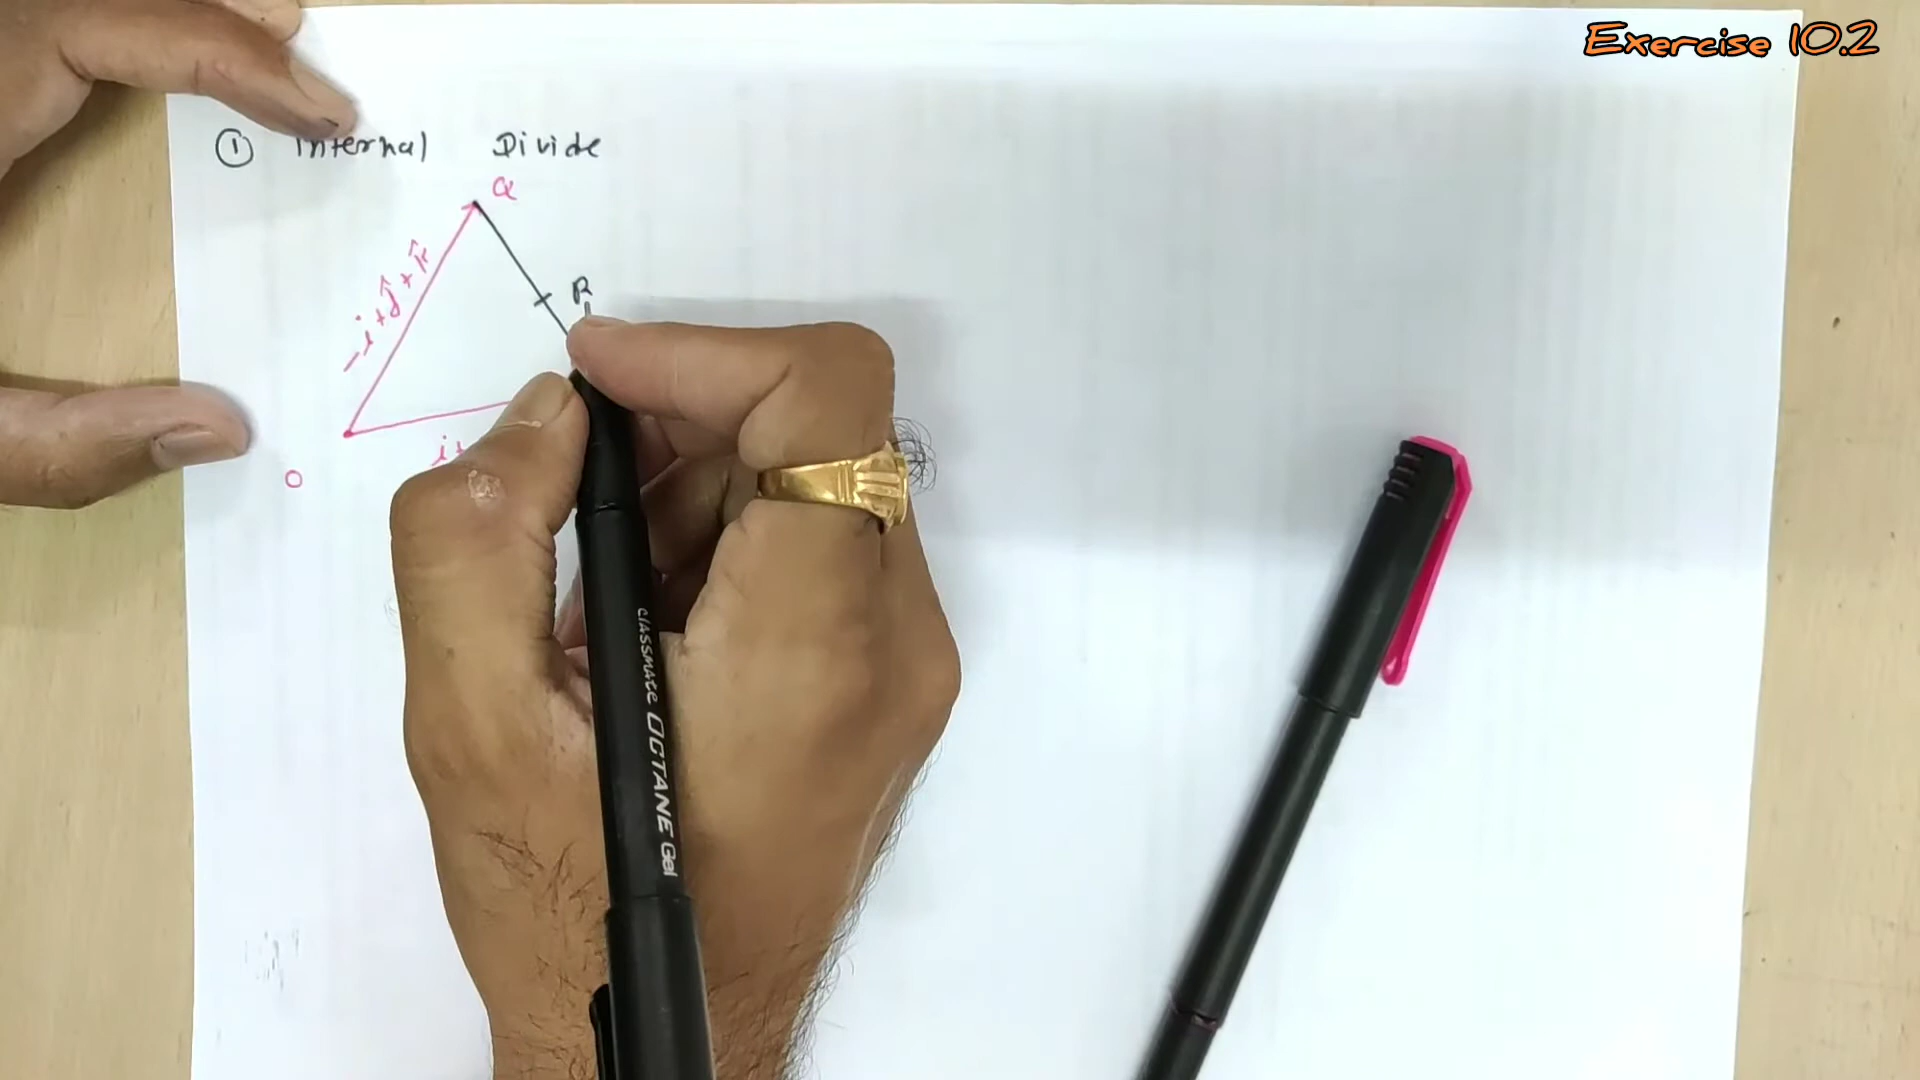 Exercise 10.2
① Internal Divide
Q
-i+ĵ+k̂
R
i+
O
classmate OCTANE Gel